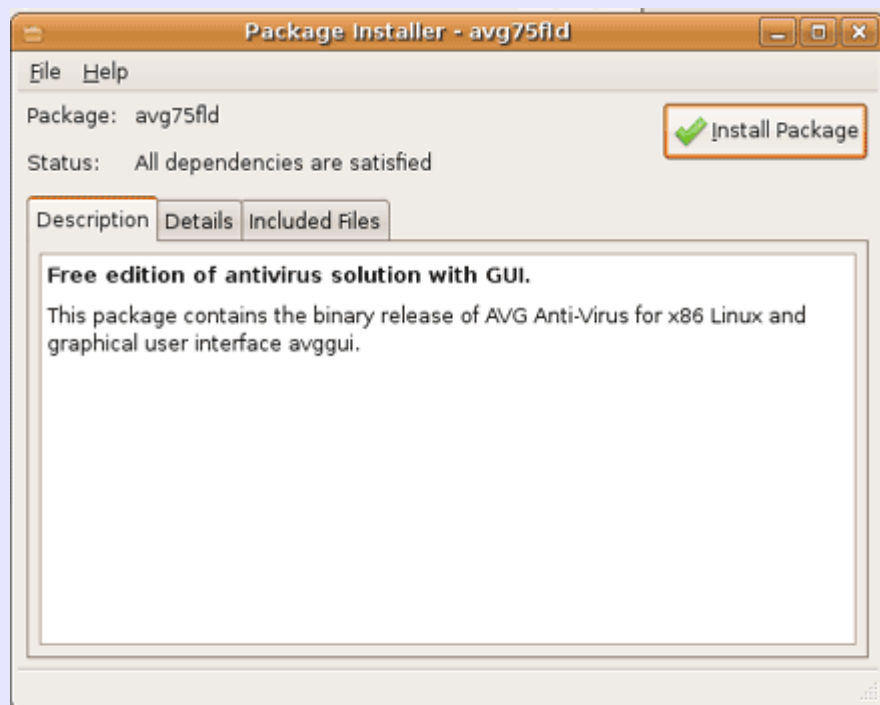 Package Installer - avg75fld
File Help
Package: avg75fld
Install Package
Status: All dependencies are satisfied
Description Details Included Files
Free edition of antivirus solution with GUI.
This package contains the binary release of AVG Anti-Virus for x86 Linux and
graphical user interface avggui.